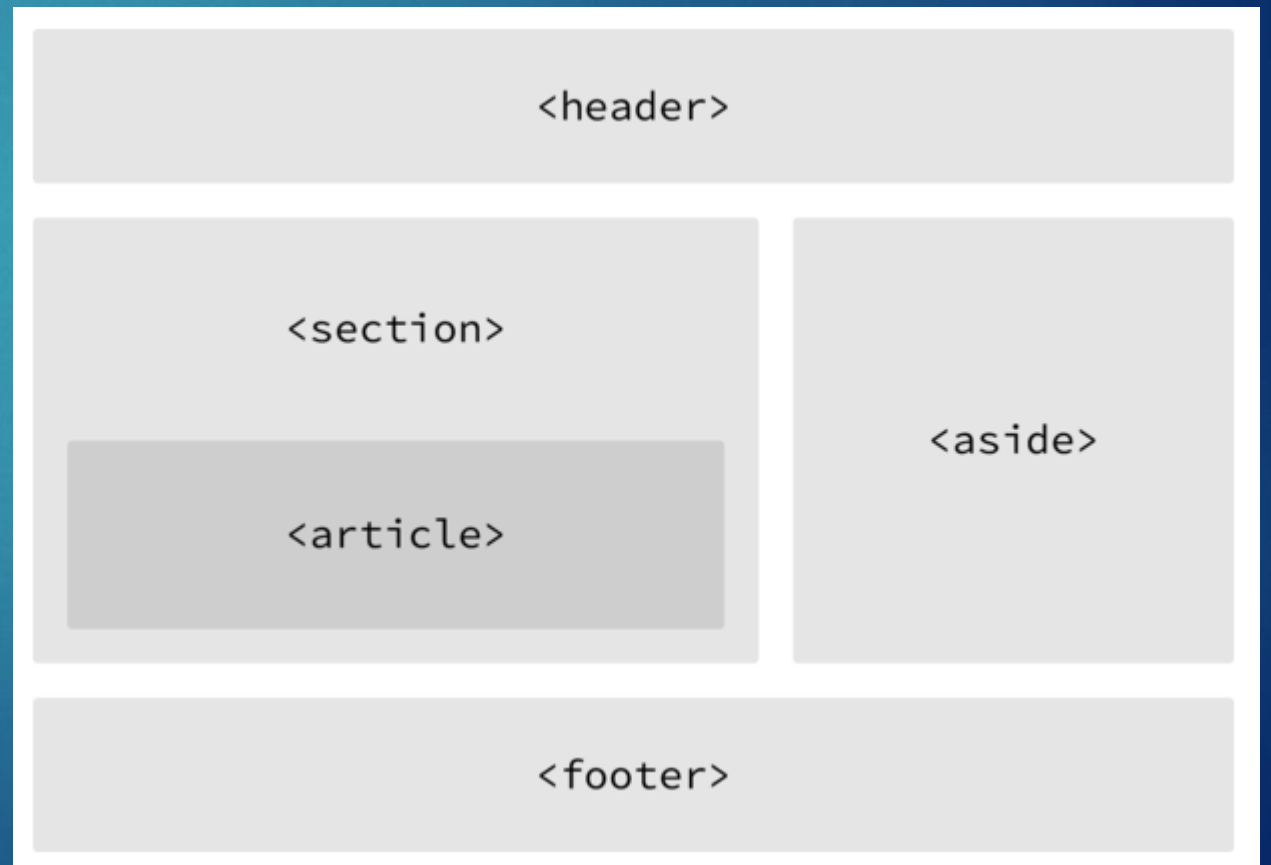 <header>
<section>
<article>
<aside>
<footer>